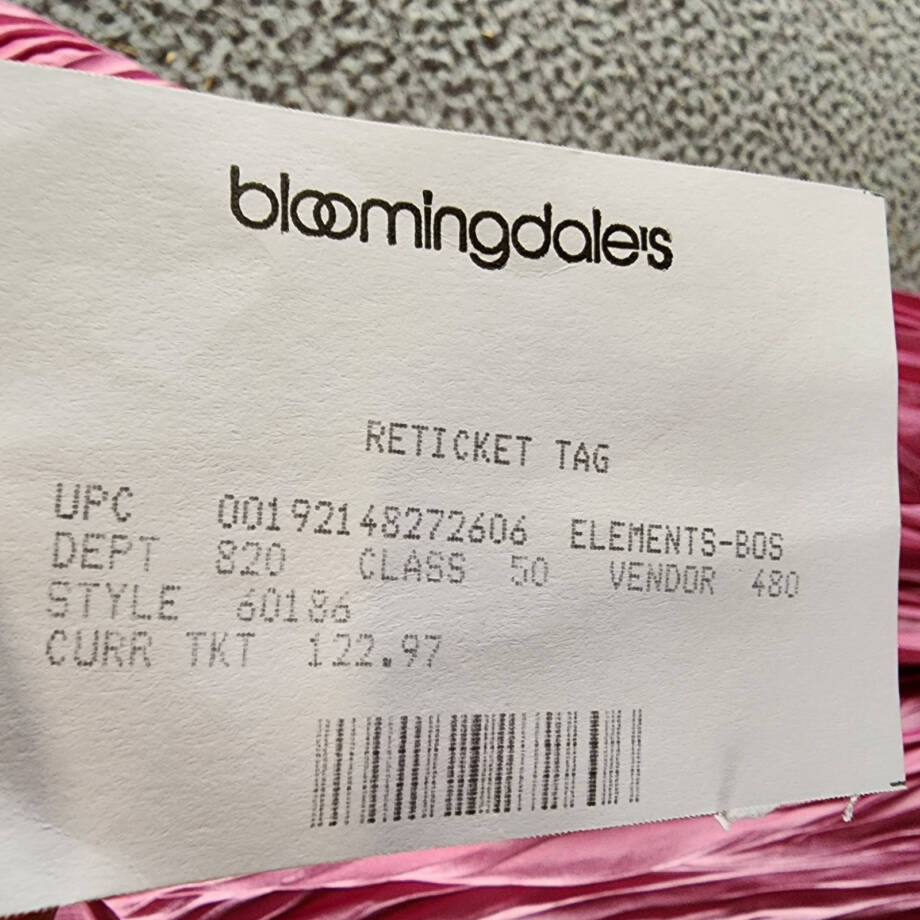 bloomingdale's
RETICKET TAG
UPC 00192148272606 ELEMENTS-BOS
DEPT 820 CLASS 50 VENDOR 480
STYLE 60186
CURR TKT 122.97